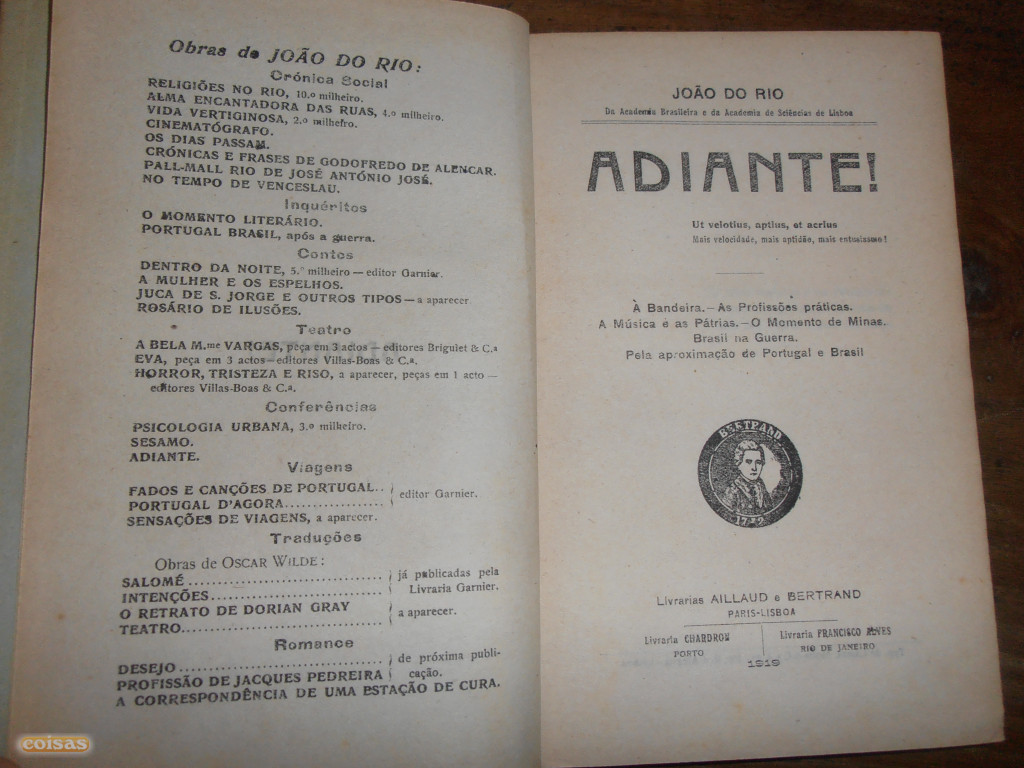 Obras de JOÃO DO RIO:
Crónica Social
RELIGIÕES NO RIO, 10.º milheiro.
ALMA ENCANTADORA DAS RUAS, 4.º milheiro.
VIDA VERTIGINOSA, 2.º milheiro.
CINEMATÓGRAFO.
OS DIAS PASSAM.
CRÓNICAS E FRASES DE GODOFREDO DE ALENCAR.
PALL-MALL RIO DE JOSÉ ANTÓNIO JOSÉ.
NO TEMPO DE VENCESLAU.
Inquéritos
O MOMENTO LITERÁRIO.
PORTUGAL BRASIL, após a guerra.
Contos
DENTRO DA NOITE, 5.º milheiro — editor Garnier.
A MULHER E OS ESPELHOS.
JUCA DE S. JORGE E OUTROS TIPOS — a aparecer
ROSÁRIO DE ILUSÕES.
Teatro
A BELA M.me VARGAS, peça em 3 actos — editores Briguiet & C.a
EVA, peça em 3 actos — editores Villas-Boas & C.a
HORROR, TRISTEZA E RISO, a aparecer, peças em 1 acto —
editores Villas-Boas & C.a
Conferências
PSICOLOGIA URBANA, 3.º milheiro.
SESAMO.
ADIANTE.
Viagens
FADOS E CANÇÕES DE PORTUGAL..
PORTUGAL D'AGORA..................
editor Garnier.
SENSAÇÕES DE VIAGENS, a aparecer.
Traduções
Obras de OSCAR WILDE:
SALOMÉ..................................
INTENÇÕES..............................
já publicadas pela
Livraria Garnier.
O RETRATO DE DORIAN GRAY
TEATRO...................................
a aparecer.
Romance
DESEJO...................................
PROFISSÃO DE JACQUES PEDREIRA
de próxima publi-
cação.
A CORRESPONDÊNCIA DE UMA ESTAÇÃO DE CURA.
JOÃO DO RIO
Da Academia Brasileira e da Academia de Sciências de Lisboa
ADIANTE!
Ut velotius, aptius, et acrius
Mais velocidade, mais aptidão, mais entusiasmo!
À Bandeira. — As Profissões práticas.
A Música e as Pátrias. — O Momento de Minas.
Brasil na Guerra.
Pela aproximação de Portugal e Brasil
BERTRAND
1732
Livrarias AILLAUD e BERTRAND
PARIS-LISBOA
Livraria CHARDRON
PORTO
Livraria FRANCISCO ALVES
RIO DE JANEIRO
1919
coisas